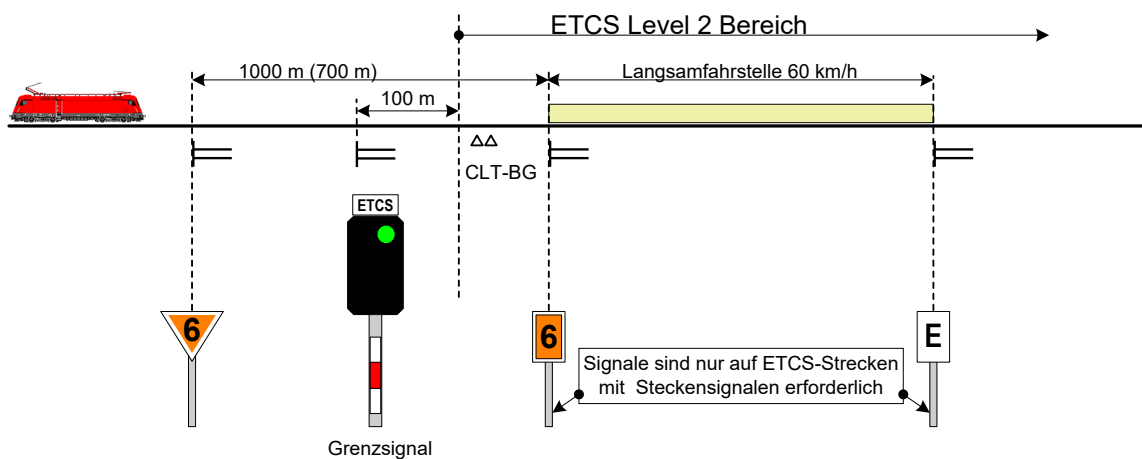 ETCS Level 2 Bereich
1000 m (700 m)
Langsamfahrstelle 60 km/h
100 m
CLT-BG
ETCS
6
6
E
Signale sind nur auf ETCS-Strecken
mit Steckensignalen erforderlich
Grenzsignal